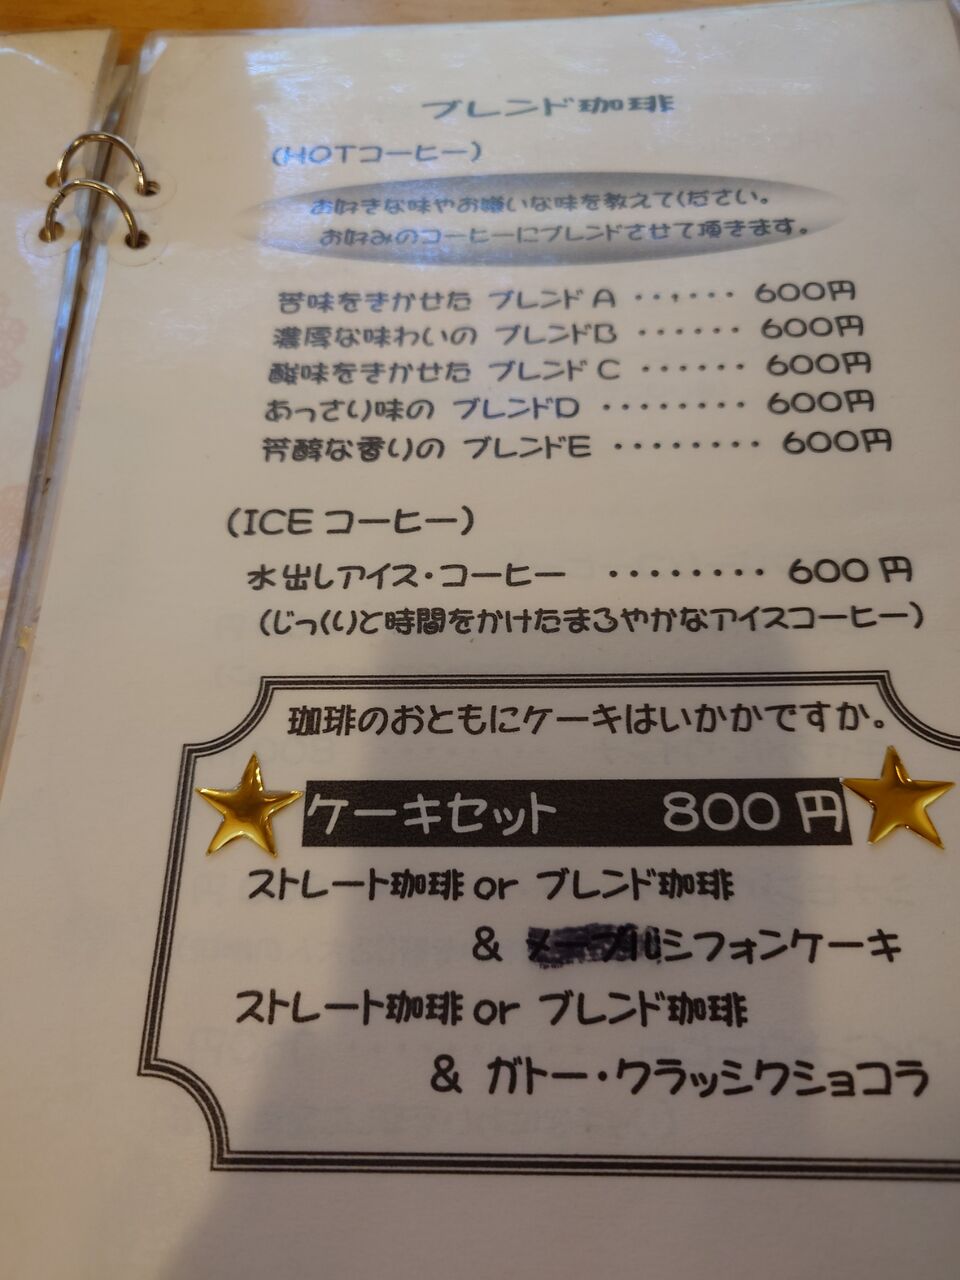 ブレンド珈琲
(HOTコーヒー)
お好きな味やお嫌いな味を教えてください。
お好みのコーヒーにブレンドさせて頂きます。
苦味をきかせた ブレンドA ・・・・・・ 600円
濃厚な味わいの ブレンドB ・・・・・・ 600円
酸味をきかせた ブレンドC ・・・・・・ 600円
あっさり味の ブレンドD ・・・・・・・・ 600円
芳醇な香りの ブレンドE ・・・・・・・・ 600円
(ICE コーヒー)
水出しアイス・コーヒー ・・・・・・・・ 600円
(じっくりと時間をかけたまろやかなアイスコーヒー)
珈琲のおともにケーキはいかかですか。
ケーキセット 800円
ストレート珈琲 or ブレンド珈琲
& メープルシフォンケーキ
ストレート珈琲 or ブレンド珈琲
& ガトー・クラッシクショコラ